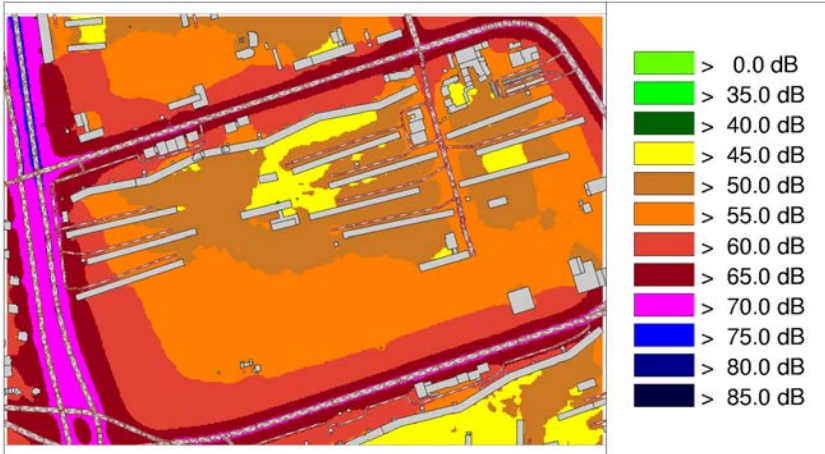 > 0.0 dB
> 35.0 dB
> 40.0 dB
> 45.0 dB
> 50.0 dB
> 55.0 dB
> 60.0 dB
> 65.0 dB
> 70.0 dB
> 75.0 dB
> 80.0 dB
> 85.0 dB